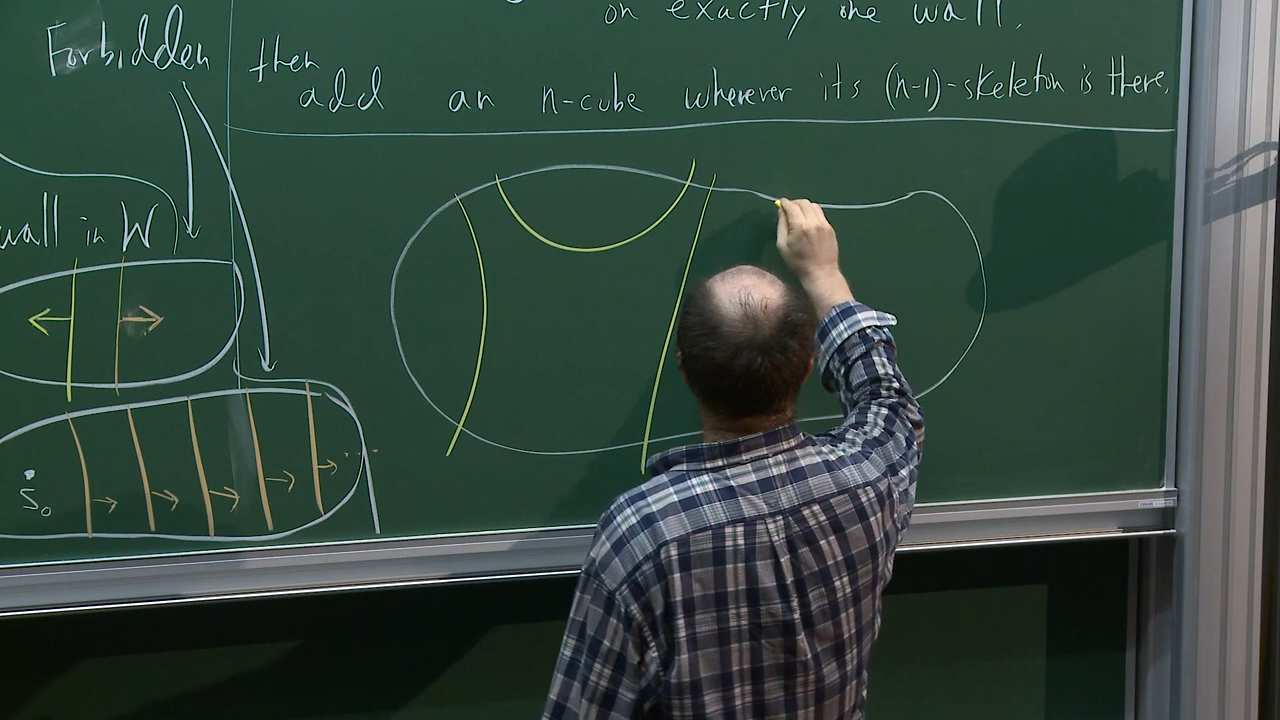 on exactly one wall.
Forbidden
then
add an n-cube wherever its (n-1)-skeleton is there.
wall in W
S₀